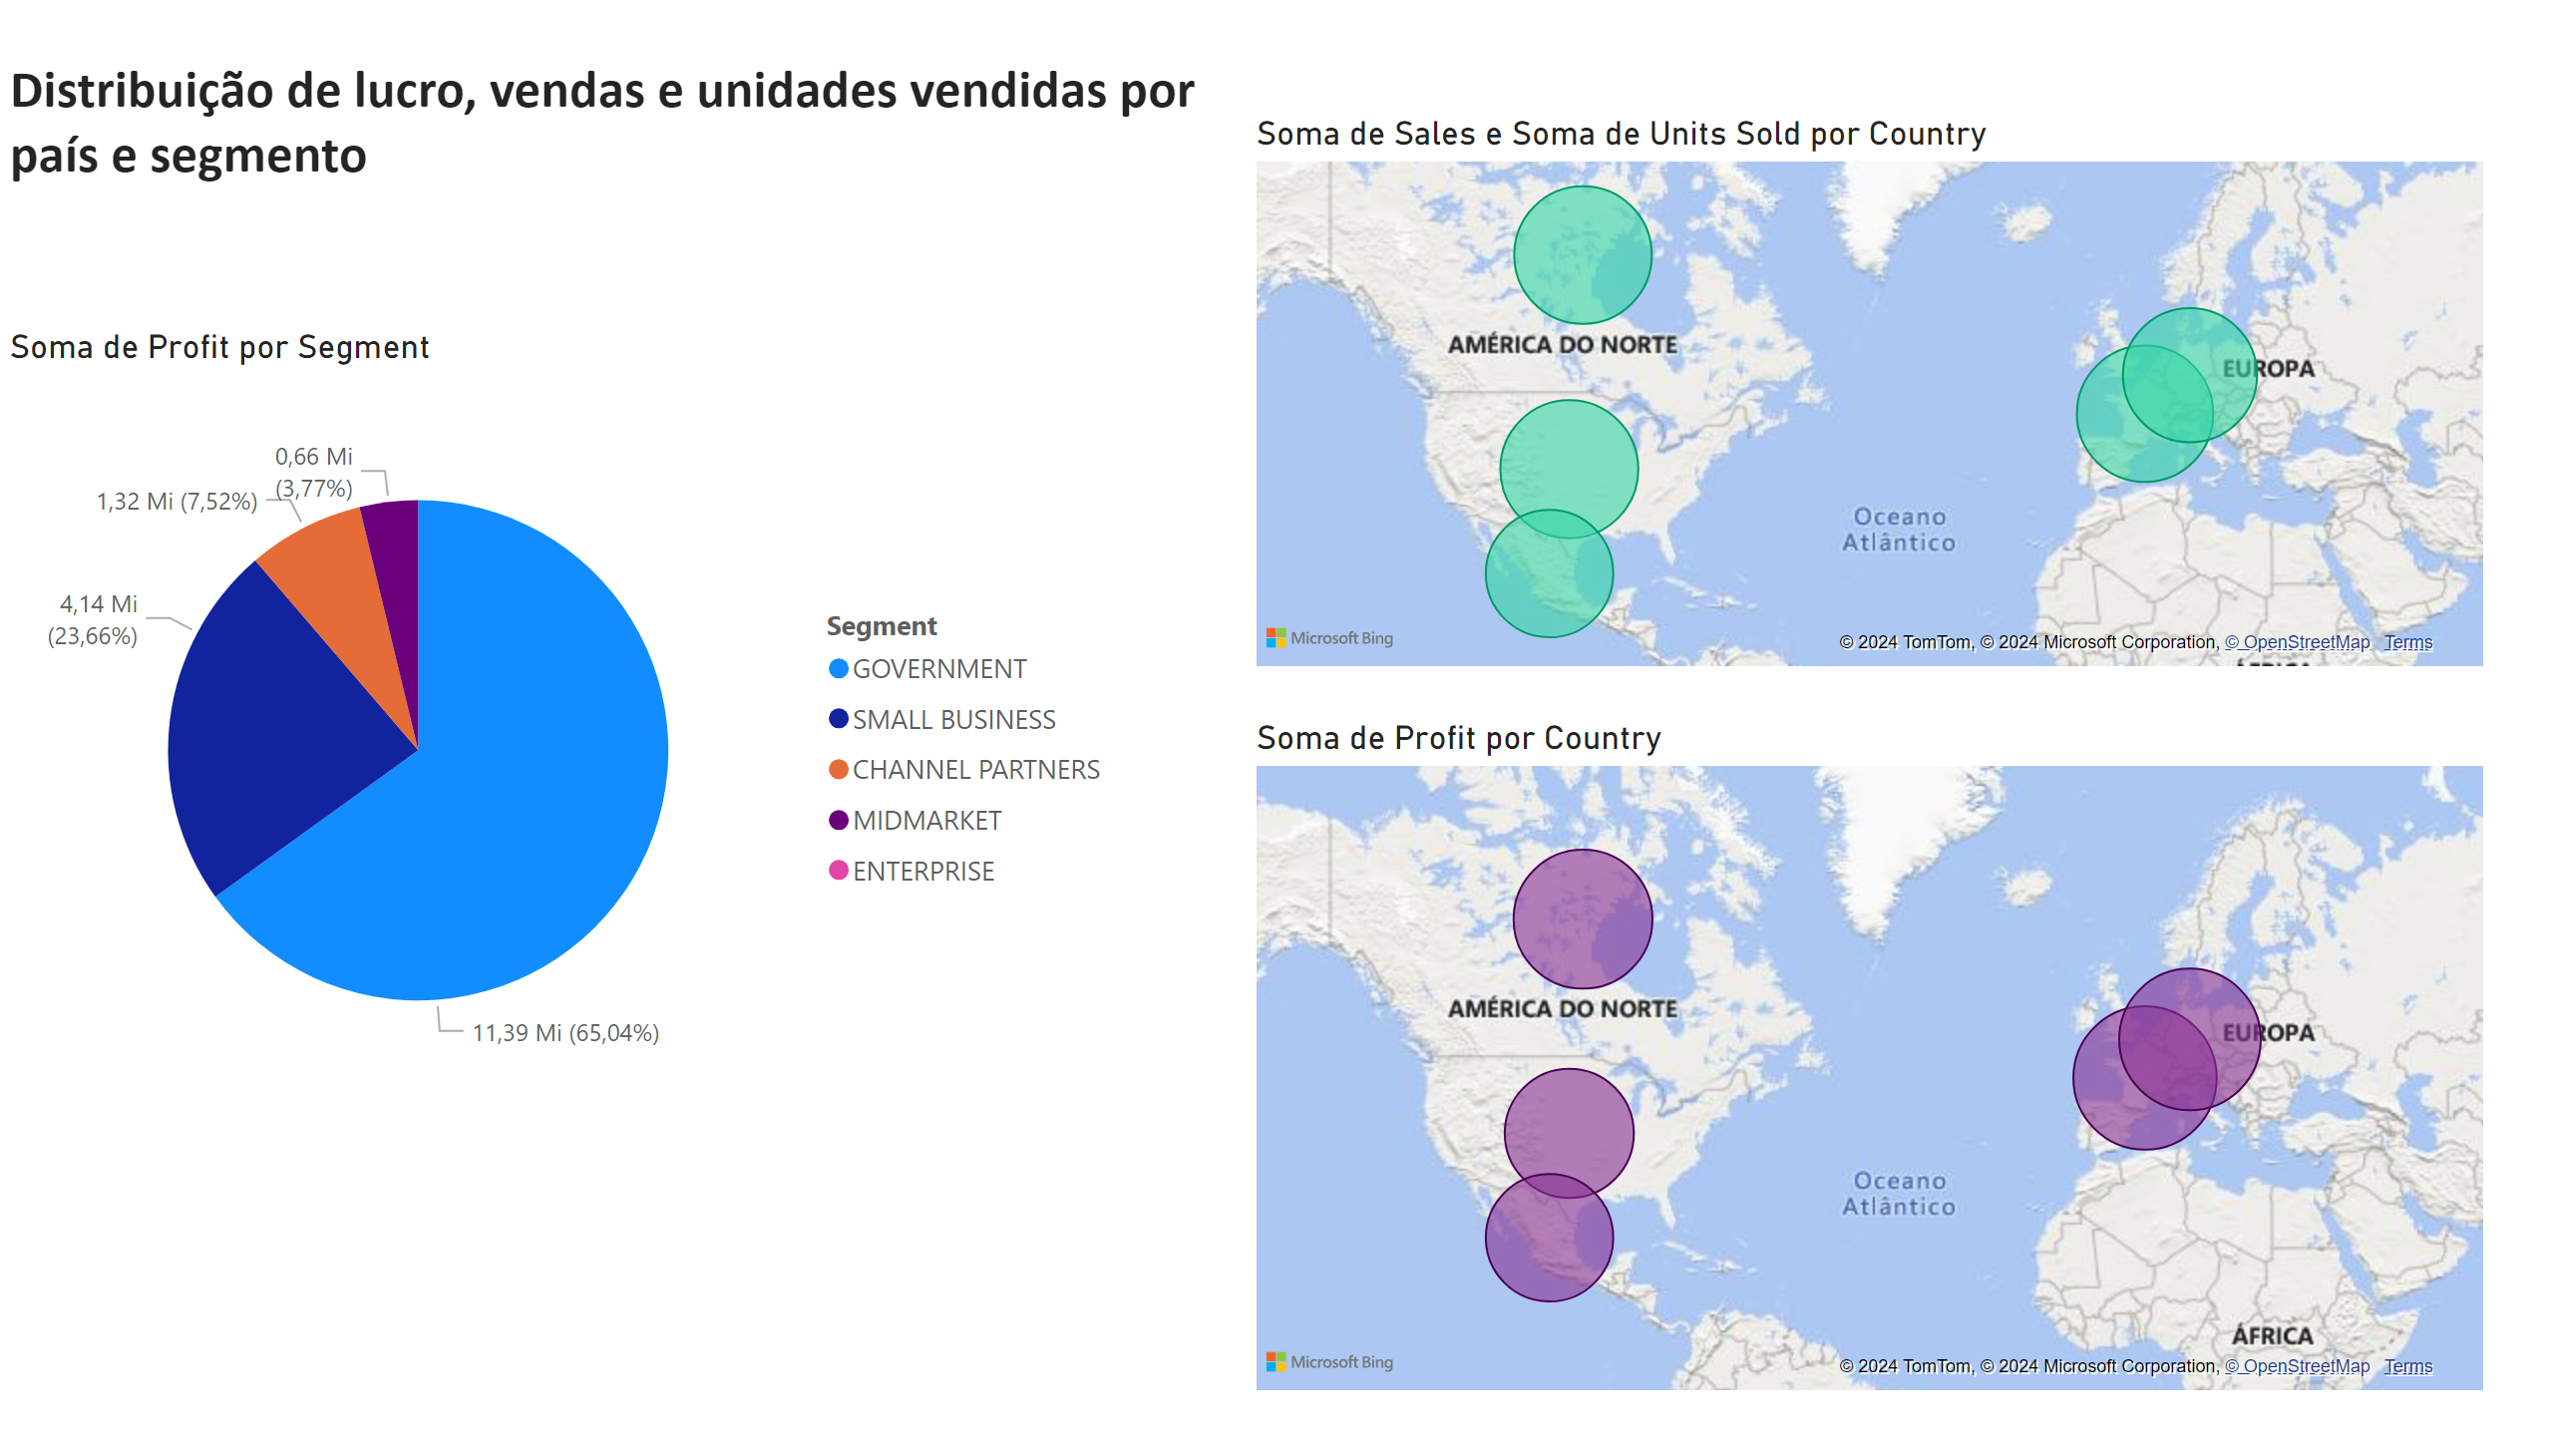 Distribuição de lucro, vendas e unidades vendidas por
país e segmento
Soma de Profit por Segment
0,66 Mi
(3,77%)
1,32 Mi (7,52%)
4,14 Mi
(23,66%)
11,39 Mi (65,04%)
Segment
GOVERNMENT
SMALL BUSINESS
CHANNEL PARTNERS
MIDMARKET
ENTERPRISE
Soma de Sales e Soma de Units Sold por Country
AMÉRICA DO NORTE
EUROPA
Oceano
Atlântico
Microsoft Bing
© 2024 TomTom, © 2024 Microsoft Corporation, © OpenStreetMap Terms
Soma de Profit por Country
AMÉRICA DO NORTE
EUROPA
Oceano
Atlântico
ÁFRICA
Microsoft Bing
© 2024 TomTom, © 2024 Microsoft Corporation, © OpenStreetMap Terms